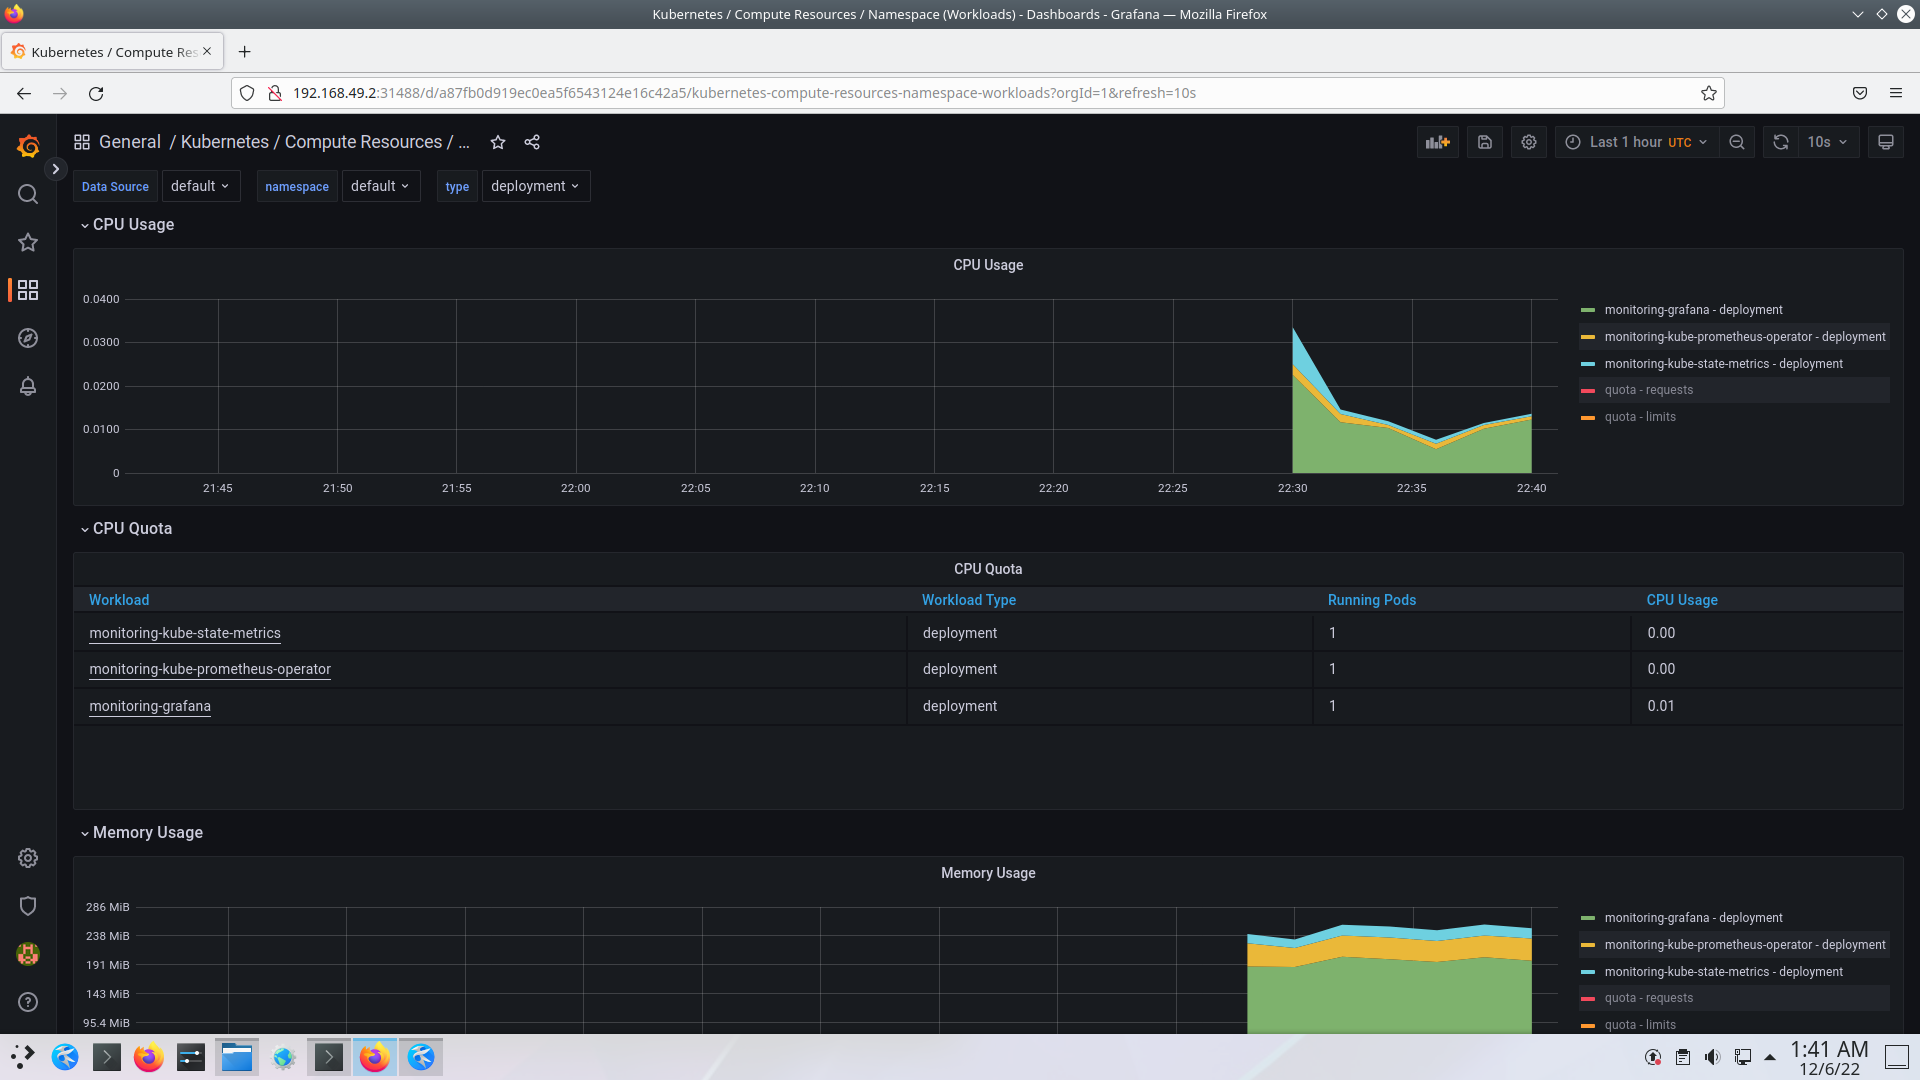 Kubernetes / Compute Resources / Namespace (Workloads) - Dashboards - Grafana — Mozilla Firefox
Kubernetes / Compute Res
192.168.49.2:31488/d/a87fb0d919ec0ea5f6543124e16c42a5/kubernetes-compute-resources-namespace-workloads?orgId=1&refresh=10s
General / Kubernetes / Compute Resources / ...
Last 1 hour UTC
10s
Data Source default namespace default type deployment
CPU Usage
CPU Usage
0.0400
0.0300
0.0200
0.0100
0
21:45 21:50 21:55 22:00 22:05 22:10 22:15 22:20 22:25 22:30 22:35 22:40
monitoring-grafana - deployment
monitoring-kube-prometheus-operator - deployment
monitoring-kube-state-metrics - deployment
quota - requests
quota - limits
CPU Quota
CPU Quota
Workload Workload Type Running Pods CPU Usage
monitoring-kube-state-metrics deployment 1 0.00
monitoring-kube-prometheus-operator deployment 1 0.00
monitoring-grafana deployment 1 0.01
Memory Usage
Memory Usage
286 MiB
238 MiB
191 MiB
143 MiB
95.4 MiB
monitoring-grafana - deployment
monitoring-kube-prometheus-operator - deployment
monitoring-kube-state-metrics - deployment
quota - requests
quota - limits
1:41 AM
12/6/22